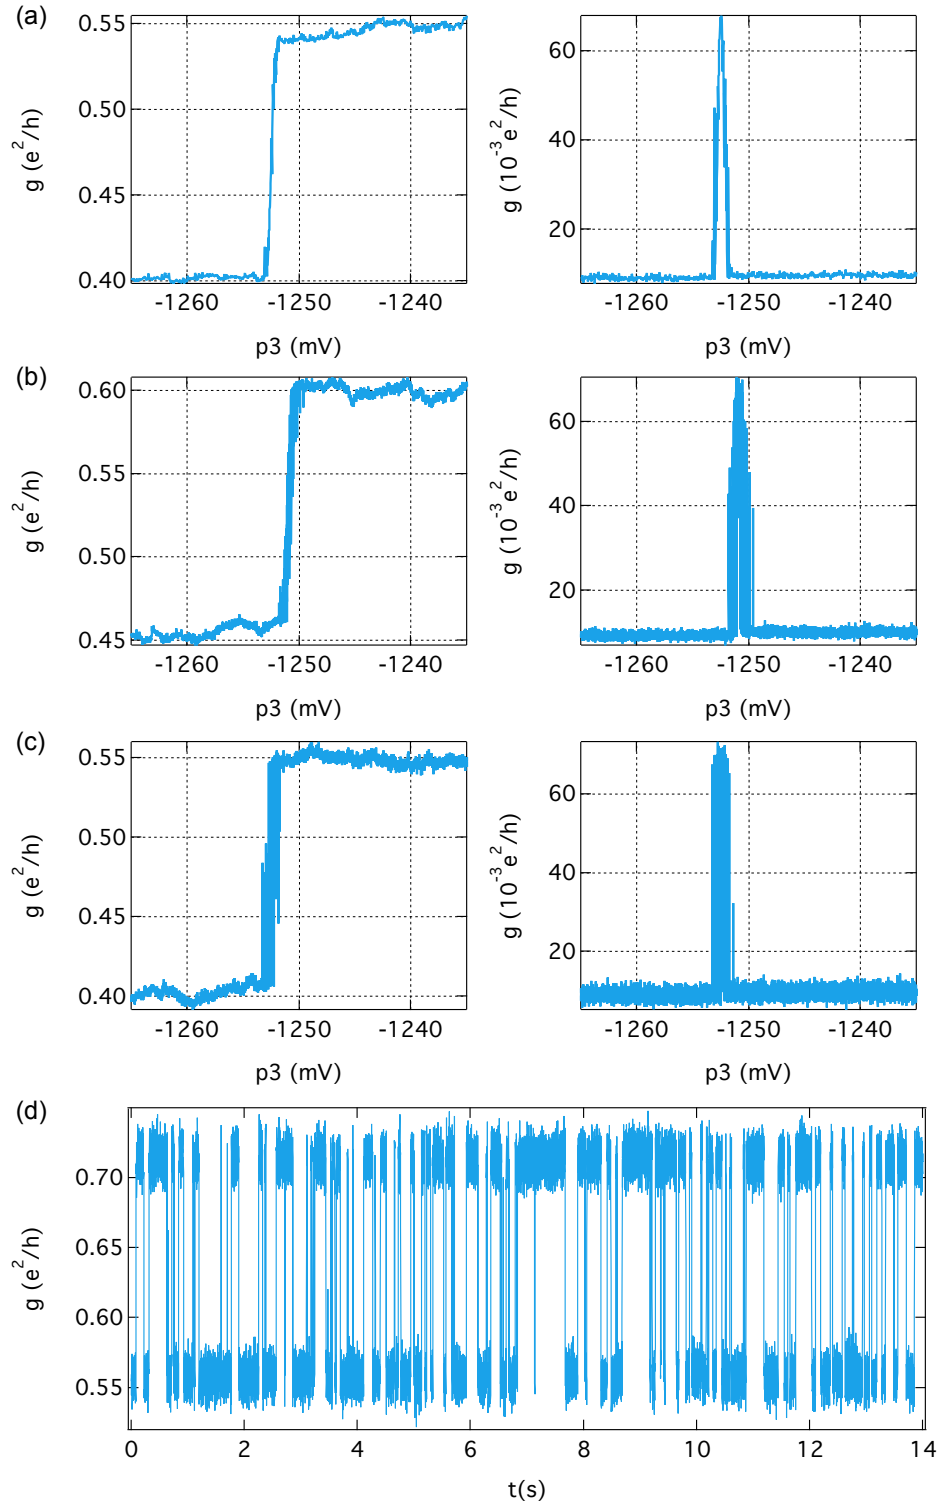 (a)
g (e²/h)
0.55
0.50
0.45
0.40
-1260 -1250 -1240
p3 (mV)
g (10⁻³ e²/h)
60
40
20
-1260 -1250 -1240
p3 (mV)
(b)
g (e²/h)
0.60
0.55
0.50
0.45
-1260 -1250 -1240
p3 (mV)
g (10⁻³ e²/h)
60
40
20
-1260 -1250 -1240
p3 (mV)
(c)
g (e²/h)
0.55
0.50
0.45
0.40
-1260 -1250 -1240
p3 (mV)
g (10⁻³ e²/h)
60
40
20
-1260 -1250 -1240
p3 (mV)
(d)
g (e²/h)
0.70
0.65
0.60
0.55
0 2 4 6 8 10 12 14
t(s)